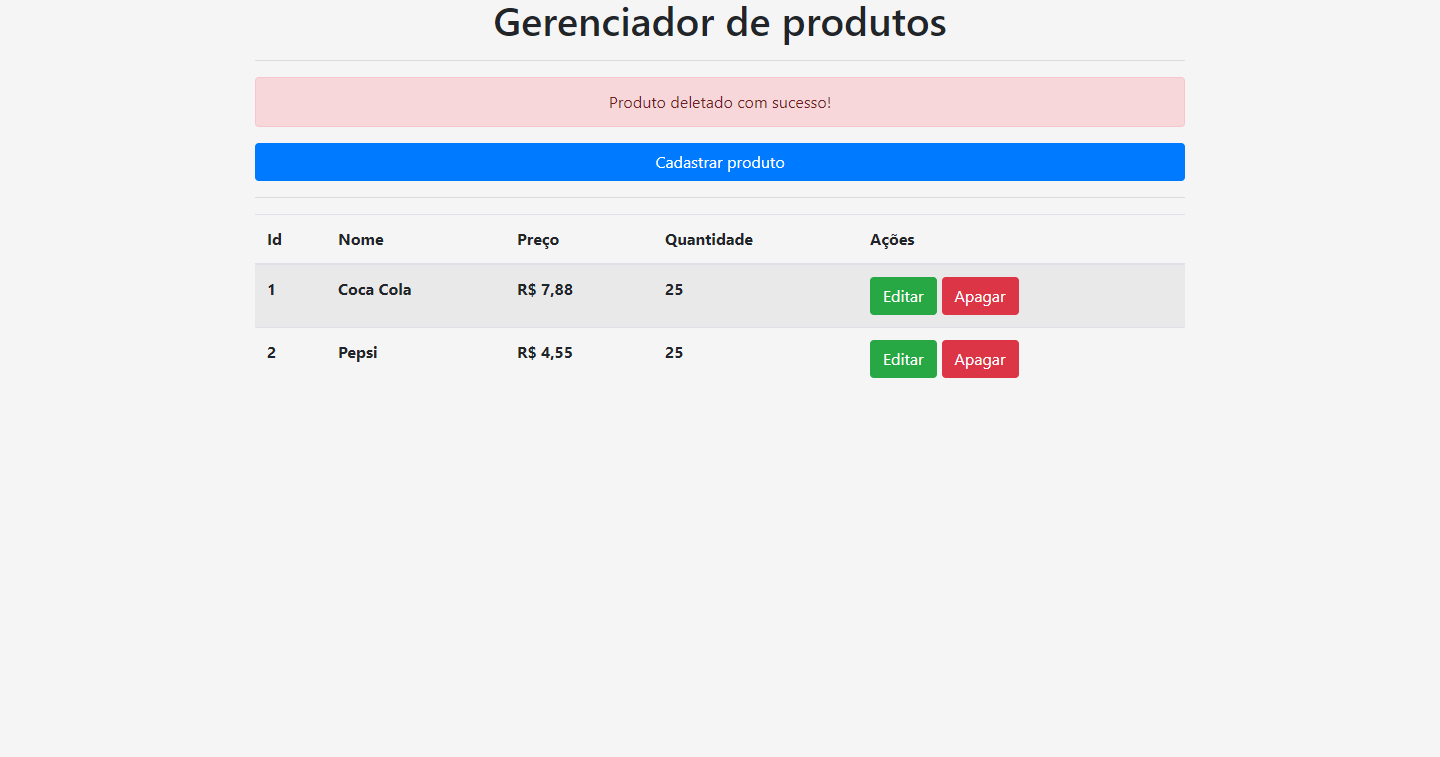 Gerenciador de produtos
Produto deletado com sucesso!
Cadastrar produto
Id Nome Preço Quantidade Ações
1 Coca Cola R$ 7,88 25 Editar Apagar
2 Pepsi R$ 4,55 25 Editar Apagar